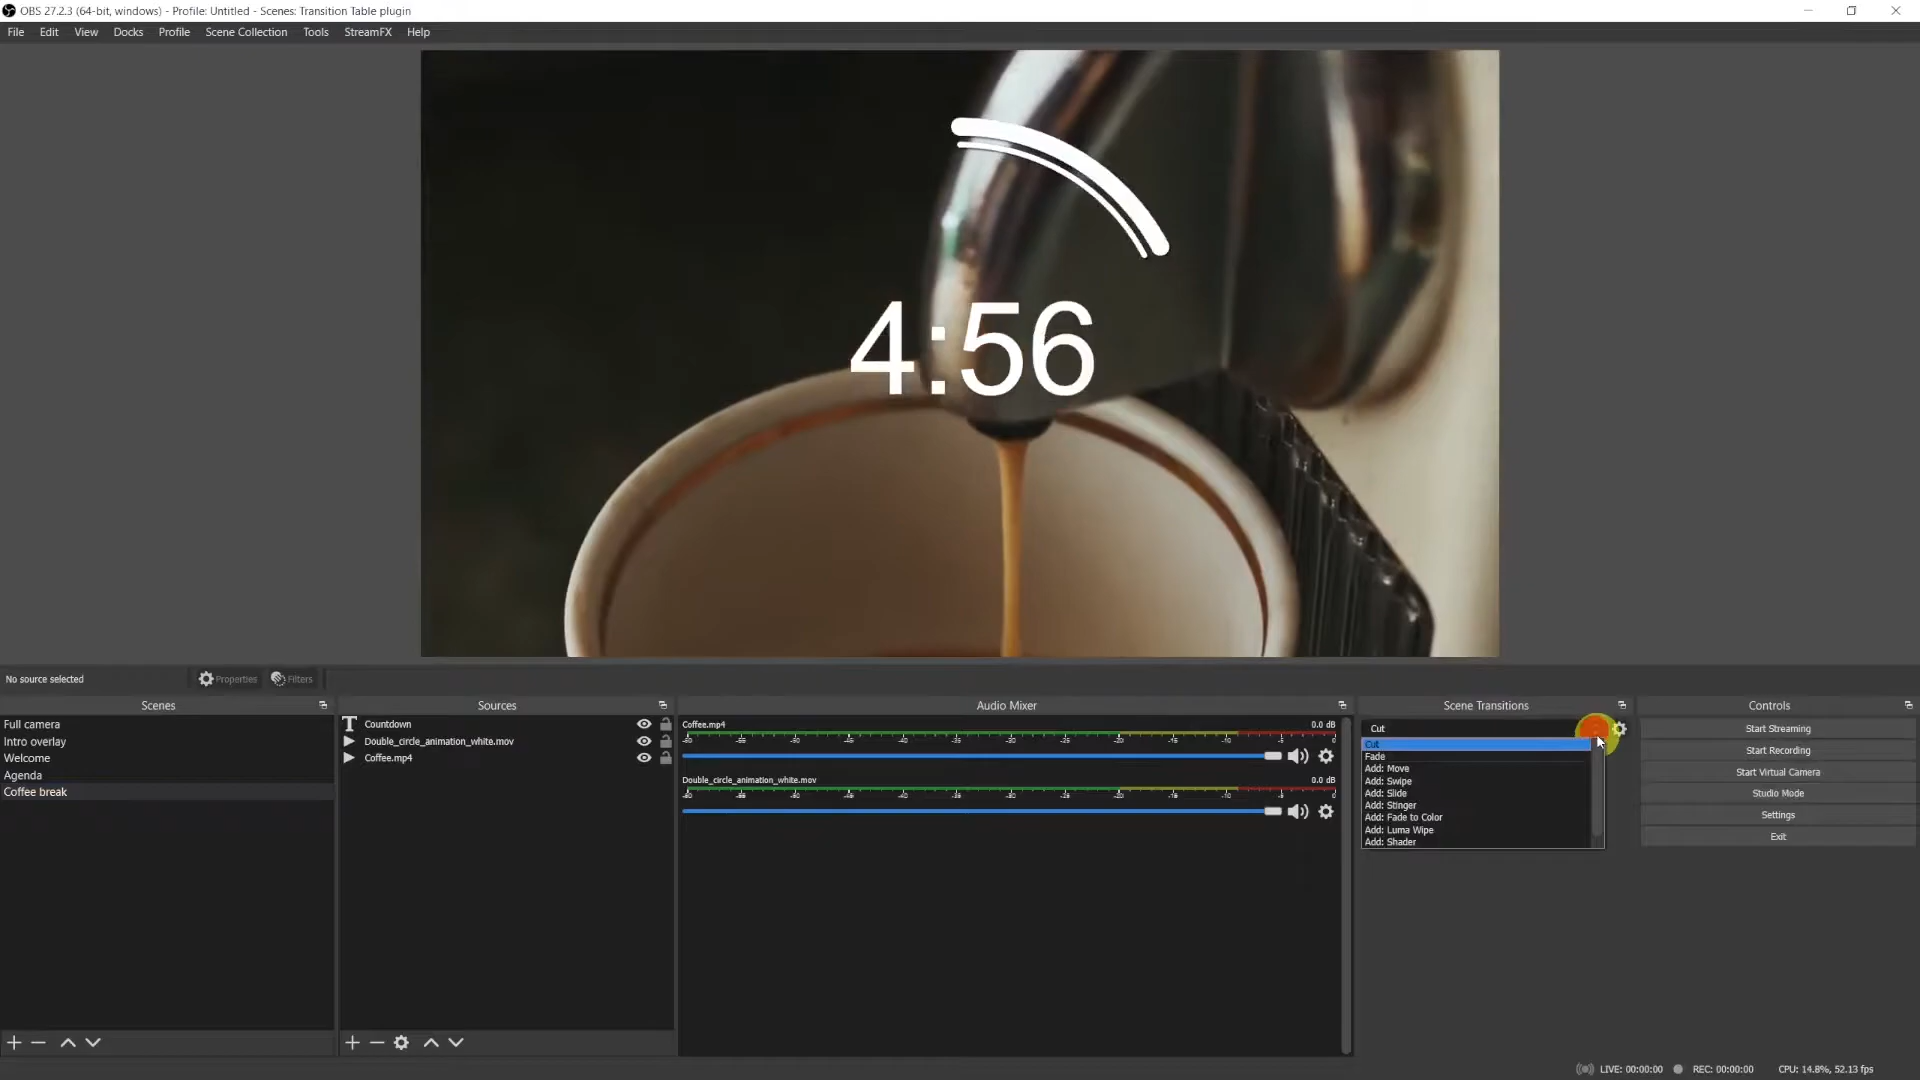 OBS 27.2.3 (64-bit, windows) - Profile: Untitled - Scenes: Transition Table plugin
File Edit View Docks Profile Scene Collection Tools StreamFX Help
4:56
No source selected Properties Filters
Scenes
Full camera
Intro overlay
Welcome
Agenda
Coffee break
Sources
Countdown
Double_circle_animation_white.mov
Coffee.mp4
Audio Mixer
Coffee.mp4 0.0 dB
Double_circle_animation_white.mov 0.0 dB
Scene Transitions
Cut
Cut
Fade
Add: Move
Add: Swipe
Add: Slide
Add: Stinger
Add: Fade to Color
Add: Luma Wipe
Add: Shader
Controls
Start Streaming
Start Recording
Start Virtual Camera
Studio Mode
Settings
Exit
LIVE: 00:00:00 REC: 00:00:00 CPU: 14.8%, 52.13 fps